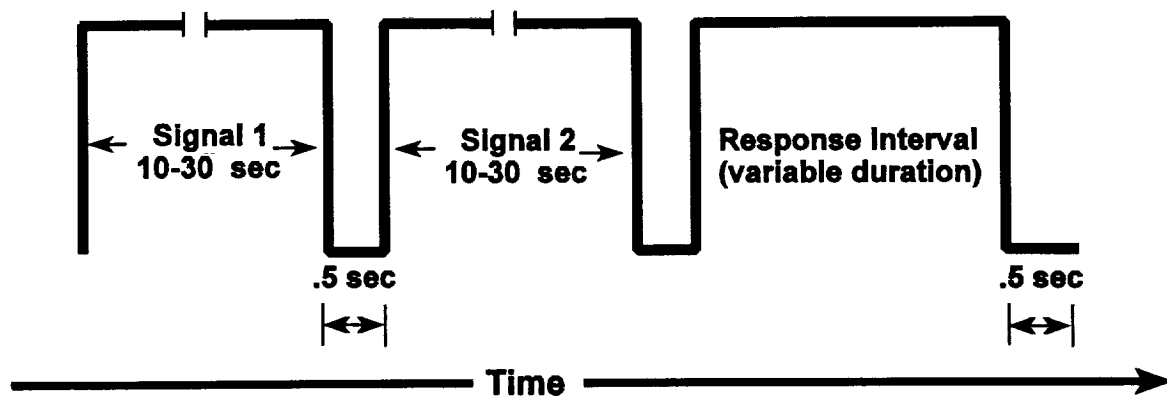 Signal 1
10-30 sec
Signal 2
10-30 sec
Response Interval
(variable duration)
.5 sec
.5 sec
Time